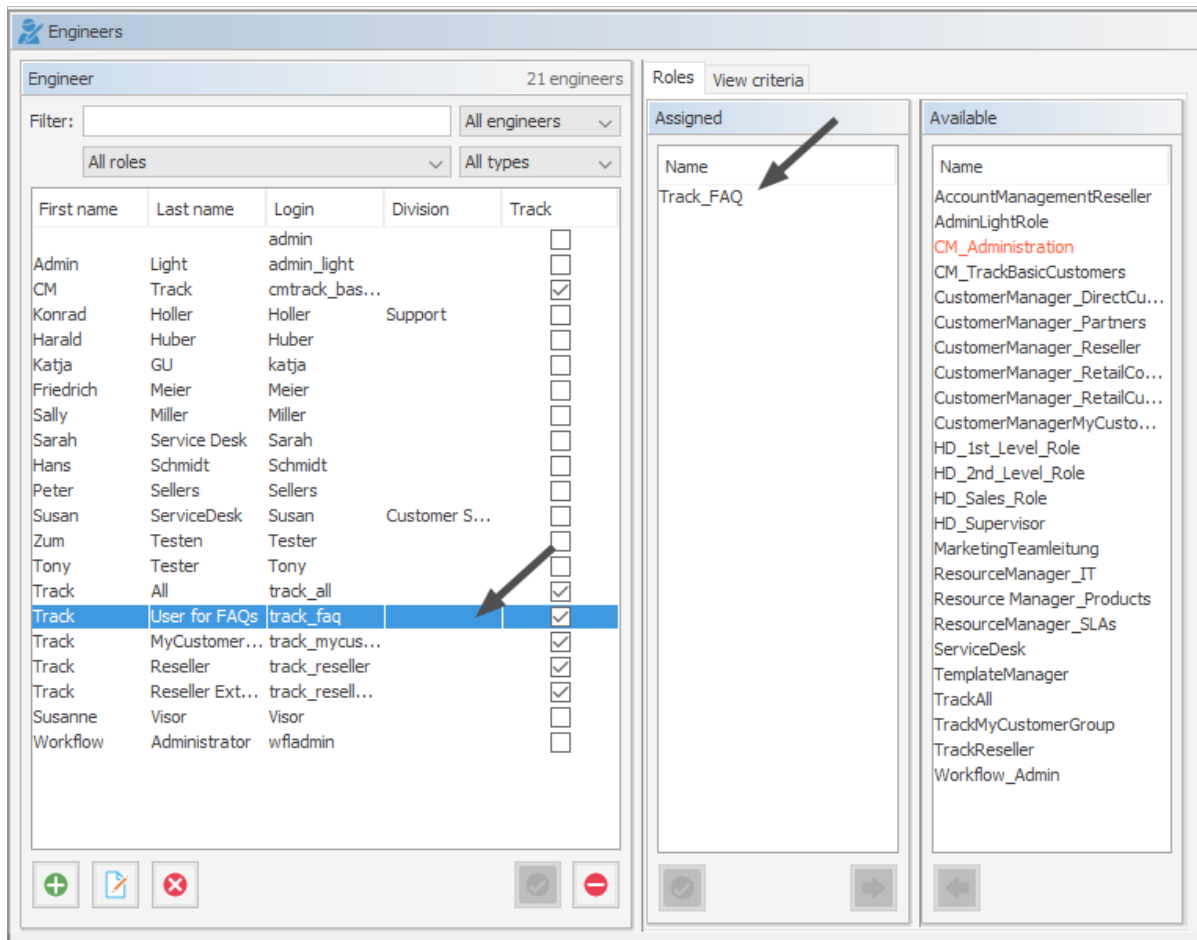 Engineers
Engineer 21 engineers
Filter: All engineers
All roles All types
First name Last name Login Division Track
admin
Admin Light admin_light
CM Track cmtrack_bas...
Konrad Holler Holler Support
Harald Huber Huber
Katja GU katja
Friedrich Meier Meier
Sally Miller Miller
Sarah Service Desk Sarah
Hans Schmidt Schmidt
Peter Sellers Sellers
Susan ServiceDesk Susan Customer S...
Zum Testen Tester
Tony Tester Tony
Track All track_all
Track User for FAQs track_faq
Track MyCustomer... track_mycus...
Track Reseller track_reseller
Track Reseller Ext... track_resell...
Susanne Visor Visor
Workflow Administrator wfladmin
Roles View criteria
Assigned
Name
Track_FAQ
Available
Name
AccountManagementReseller
AdminLightRole
CM_Administration
CM_TrackBasicCustomers
CustomerManager_DirectCu...
CustomerManager_Partners
CustomerManager_Reseller
CustomerManager_RetailCo...
CustomerManager_RetailCu...
CustomerManagerMyCusto...
HD_1st_Level_Role
HD_2nd_Level_Role
HD_Sales_Role
HD_Supervisor
MarketingTeamleitung
ResourceManager_IT
Resource Manager_Products
ResourceManager_SLAs
ServiceDesk
TemplateManager
TrackAll
TrackMyCustomerGroup
TrackReseller
Workflow_Admin